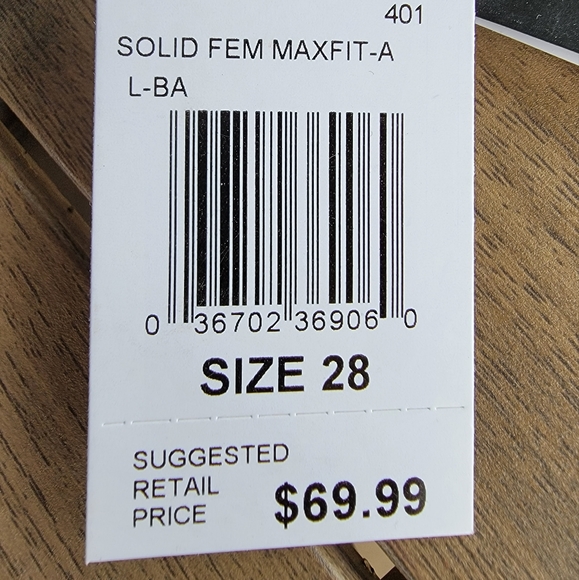 401
SOLID FEM MAXFIT-A
L-BA
0 36702 36906 0
SIZE 28
SUGGESTED
RETAIL
PRICE $69.99